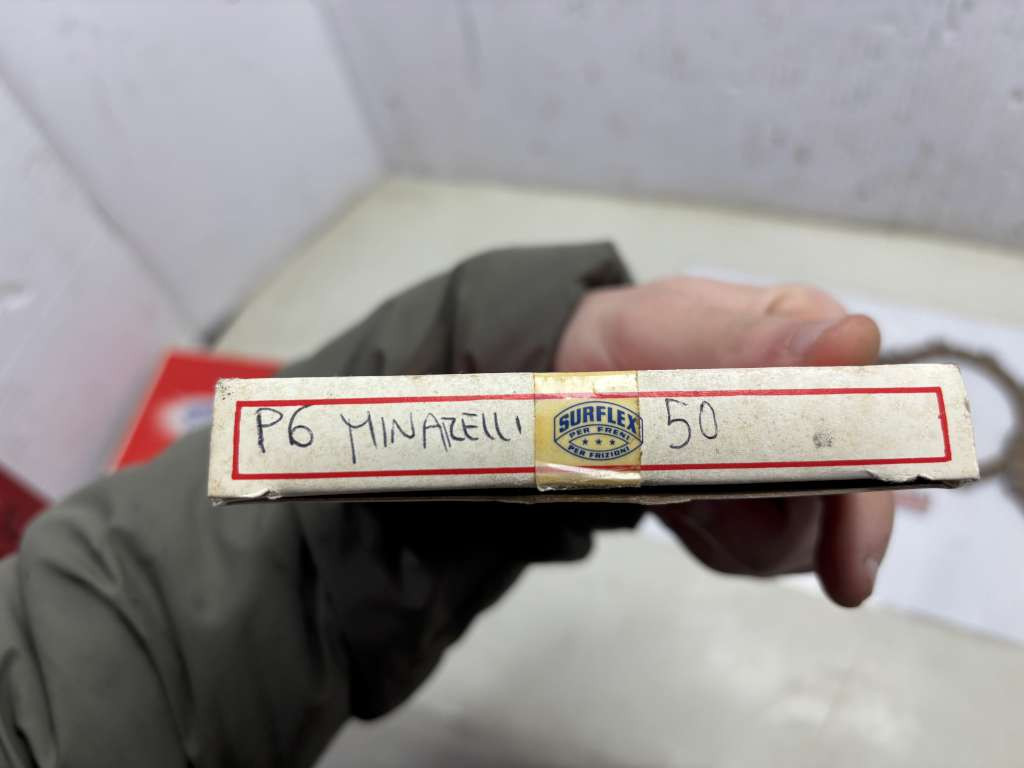 P6 MINARELLI 50
SURFLEX
PER FRENI
PER FRIZIONI